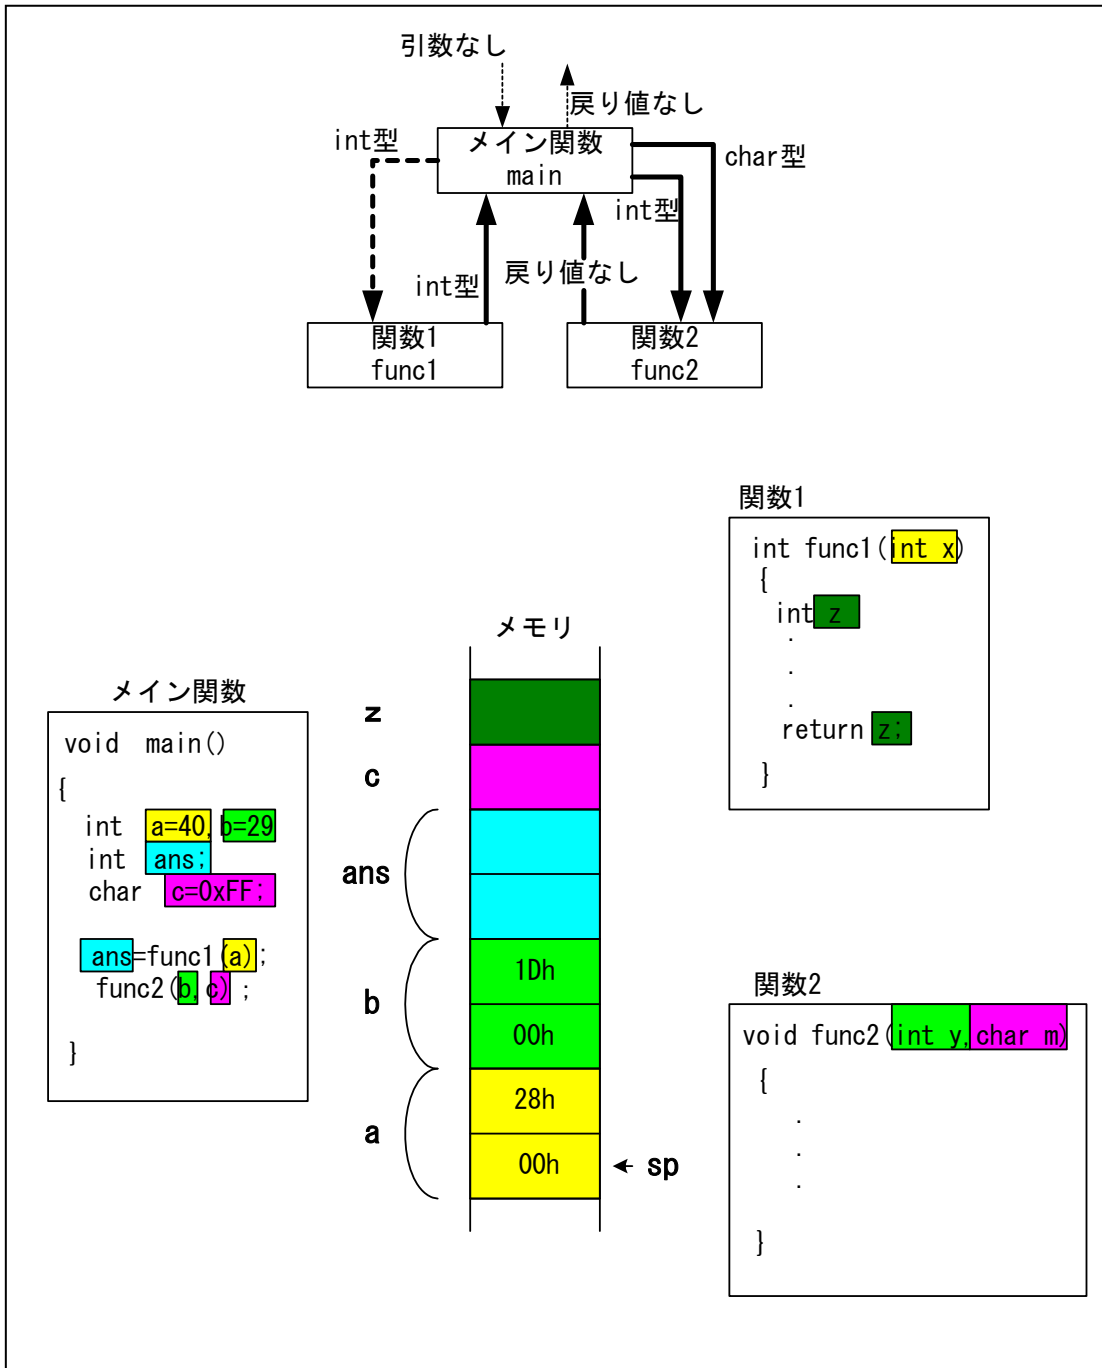 引数なし
戻り値なし
int型
メイン関数
main
char型
int型
int型
戻り値なし
関数1
func1
関数2
func2
関数1
int func1(int x)
{
int z
.
.
.
return z;
}
メモリ
メイン関数
void main()
{
int a=40,b=29
int ans;
char c=0xFF;
ans=func1(a);
func2(b,c) ;
}
z
c
ans
b
1Dh
00h
a
28h
00h
sp
関数2
void func2(int y,char m)
{
.
.
.
}